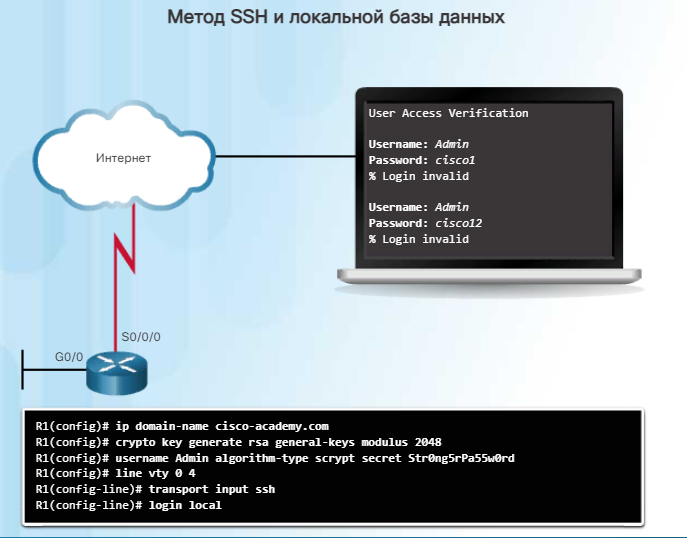 Метод SSH и локальной базы данных
User Access Verification
Username: Admin
Password: cisco1
% Login invalid
Username: Admin
Password: cisco12
% Login invalid
Интернет
S0/0/0
G0/0
R1(config)# ip domain-name cisco-academy.com
R1(config)# crypto key generate rsa general-keys modulus 2048
R1(config)# username Admin algorithm-type scrypt secret Str0ng5rPa55w0rd
R1(config)# line vty 0 4
R1(config-line)# transport input ssh
R1(config-line)# login local